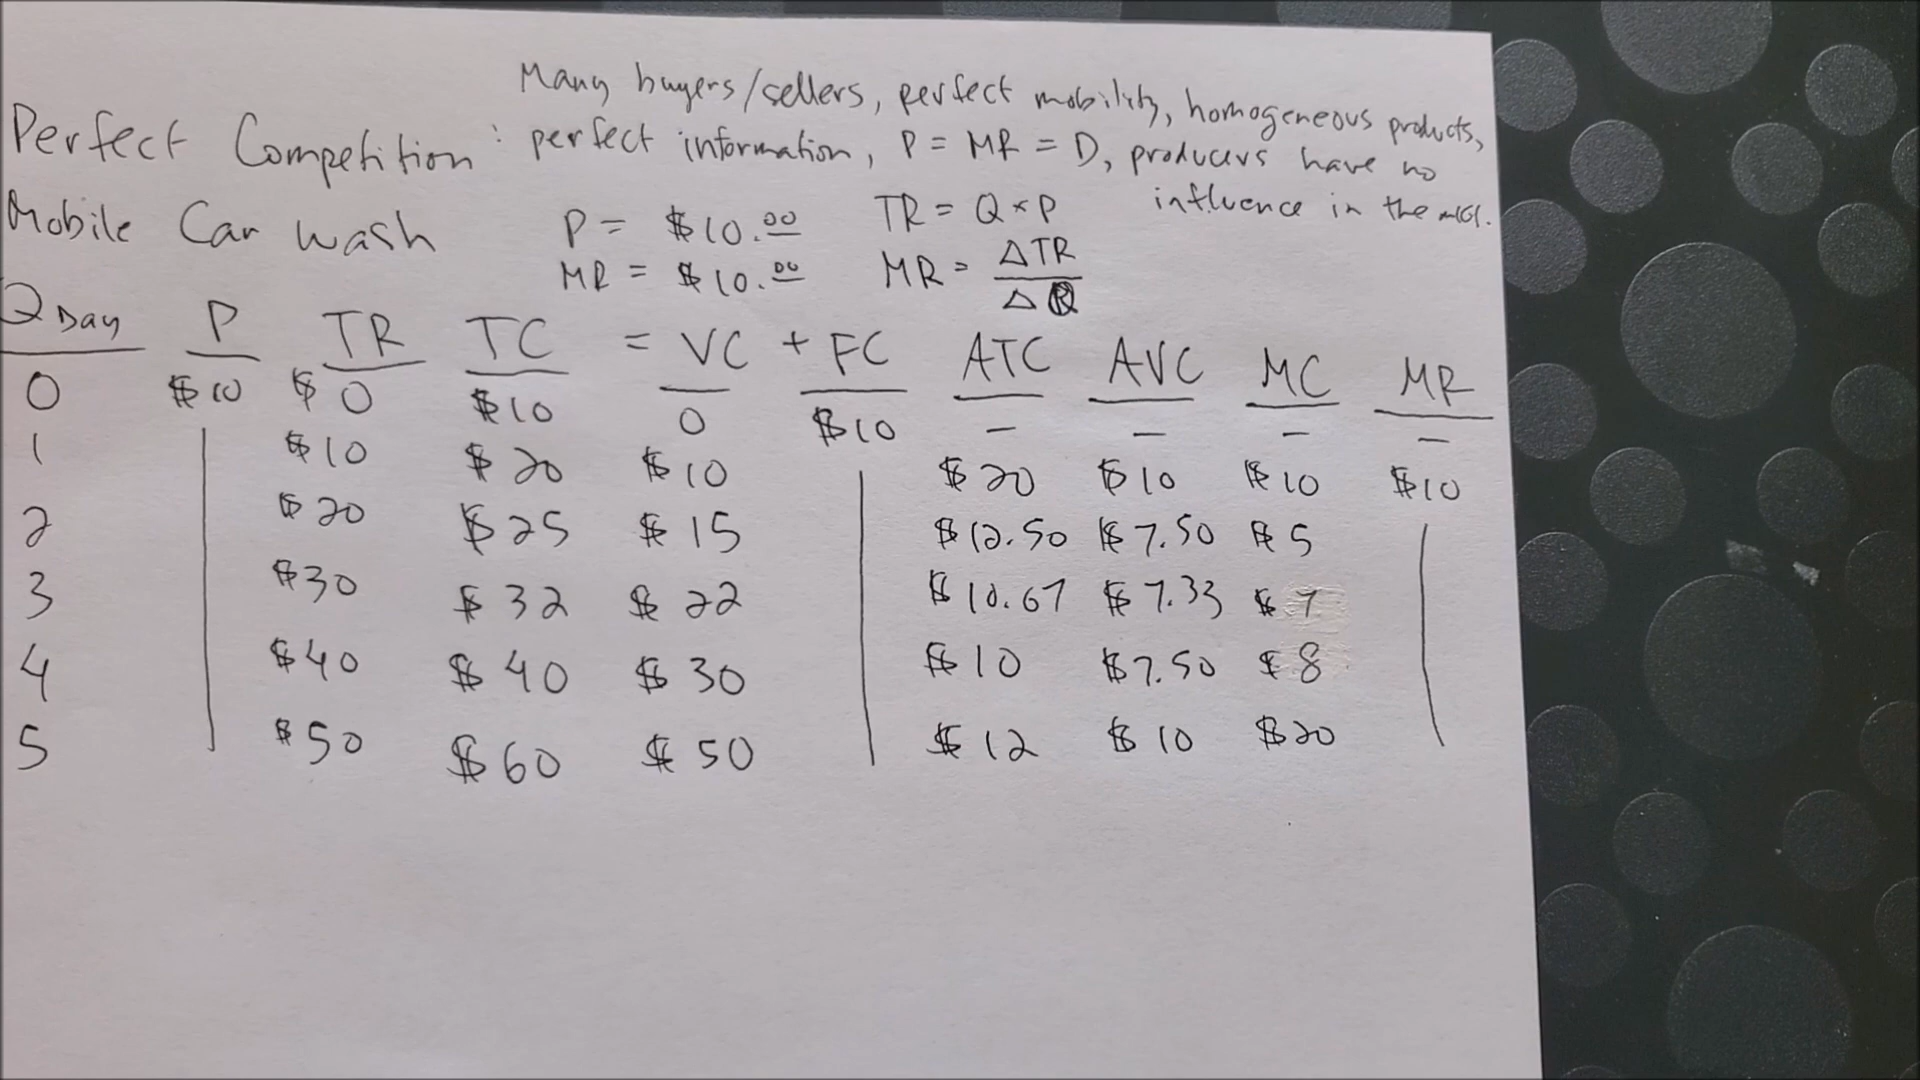 Many buyers/sellers, perfect mobility, homogeneous products,
Perfect Competition : perfect information, P = MR = D, producers have no
influence in the mkt.
Mobile Car Wash P = $10.00 TR = Q × P
MR = $10.00 MR = ΔTR / ΔQ
Q Day P TR TC = VC + FC ATC AVC MC MR
0 $10 $0 $10 0 $10 – – – –
1 $10 $20 $10 $20 $10 $10 $10
2 $20 $25 $15 $12.50 $7.50 $5
3 $30 $32 $22 $10.67 $7.33 $7
4 $40 $40 $30 $10 $7.50 $8
5 $50 $60 $50 $12 $10 $20